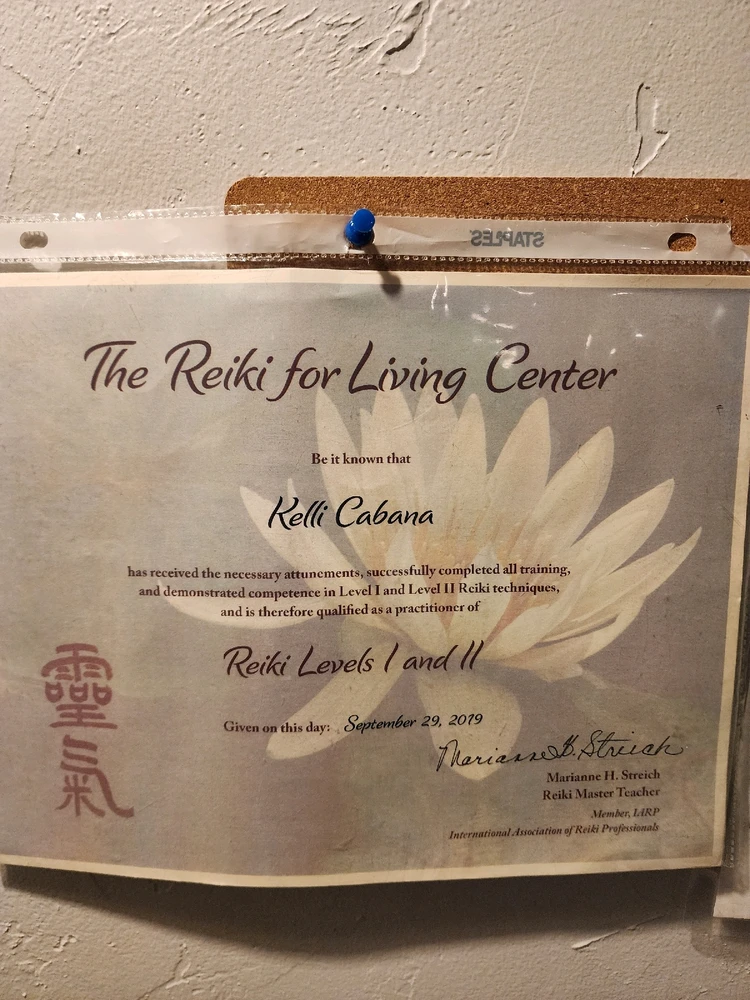 STAPLES
The Reiki for Living Center
Be it known that
Kelli Cabana
has received the necessary attunements, successfully completed all training,
and demonstrated competence in Level I and Level II Reiki techniques,
and is therefore qualified as a practitioner of
Reiki Levels I and II
Given on this day: September 29, 2019
靈氣
Marianne H. Streich
Marianne H. Streich
Reiki Master Teacher
Member, IARP
International Association of Reiki Professionals